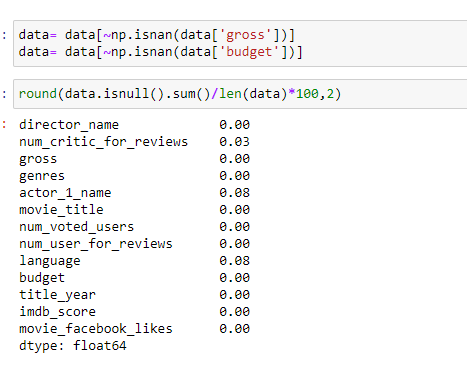 : data= data[~np.isnan(data['gross'])]
data= data[~np.isnan(data['budget'])]
: round(data.isnull().sum()/len(data)*100,2)
: director_name 0.00
num_critic_for_reviews 0.03
gross 0.00
genres 0.00
actor_1_name 0.08
movie_title 0.00
num_voted_users 0.00
num_user_for_reviews 0.00
language 0.08
budget 0.00
title_year 0.00
imdb_score 0.00
movie_facebook_likes 0.00
dtype: float64